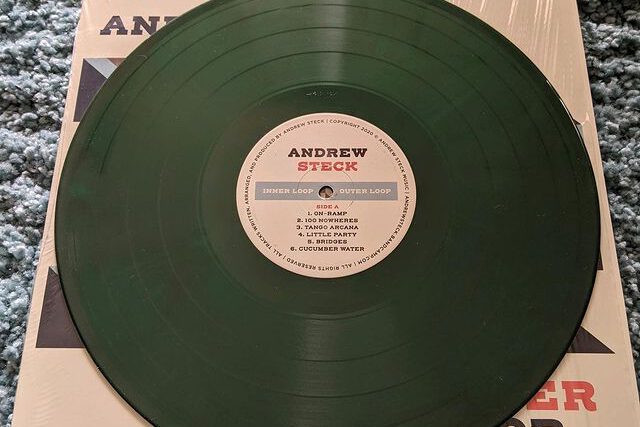 AN
ANDREW
STECK
INNER LOOP
OUTER LOOP
SIDE A
1. ON-RAMP
2. 100 NOWHERES
3. TANGO ARCANA
4. LITTLE PARTY
5. BRIDGES
6. CUCUMBER WATER
ALL TRACKS WRITTEN, ARRANGED, AND PRODUCED BY ANDREW STECK | COPYRIGHT 2020 © ANDREW STECK MUSIC | ANDREWSTECK.BANDCAMP.COM | ALL RIGHTS RESERVED |
ER